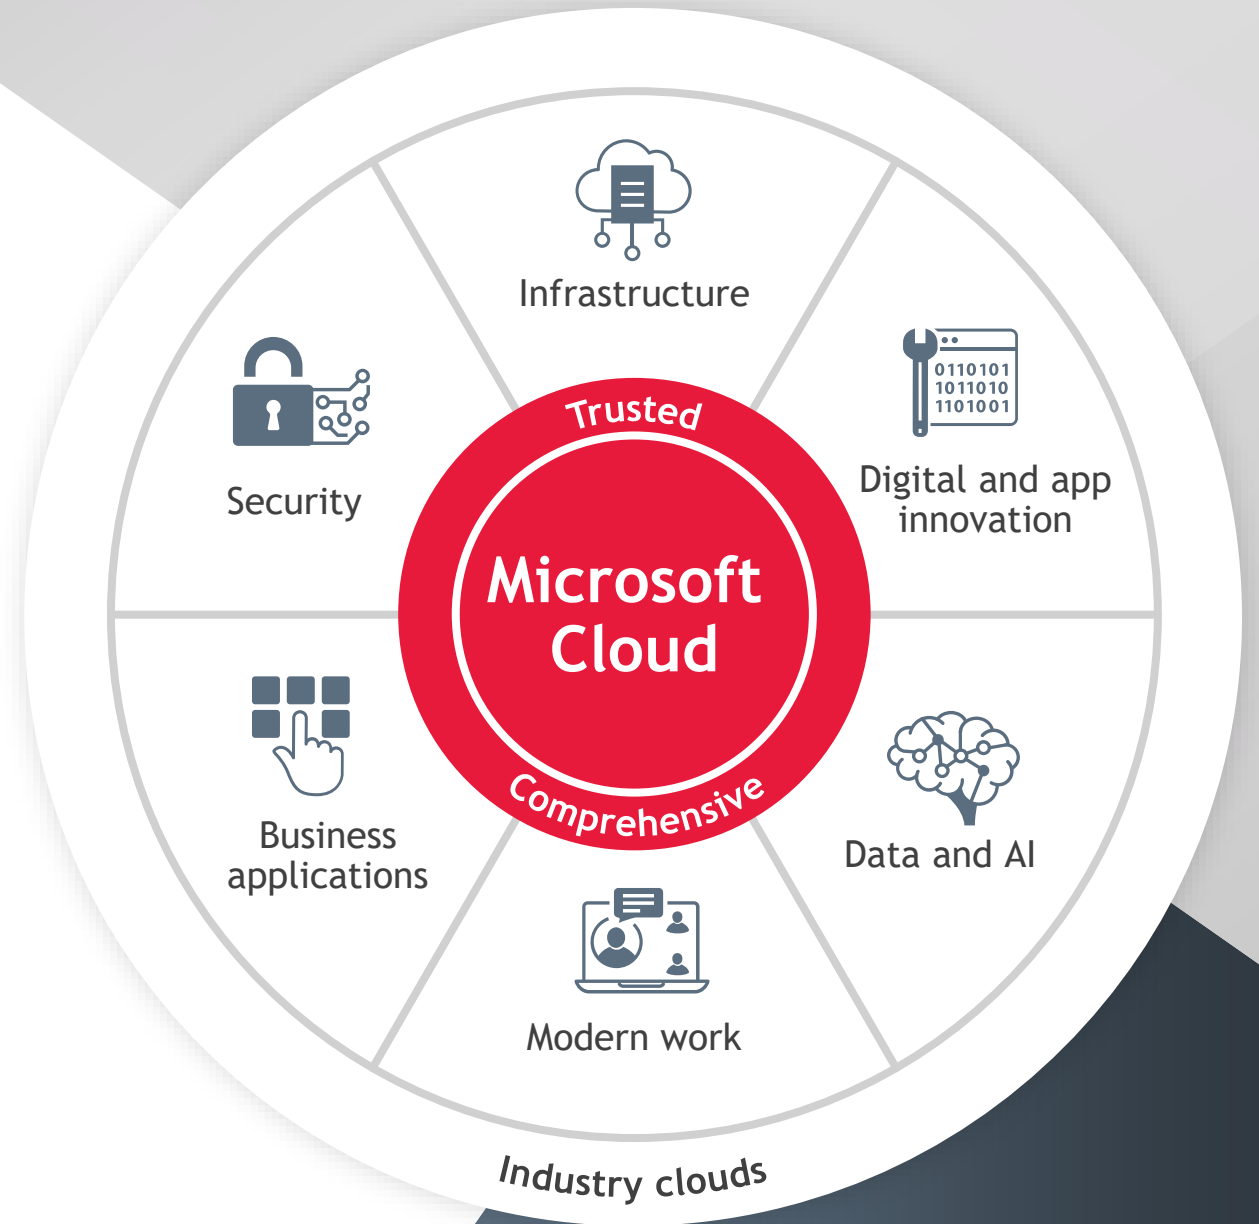 Infrastructure
0110101
1011010
1101001
Digital and app
innovation
Security
Trusted
Microsoft
Cloud
Comprehensive
Business
applications
Data and AI
Modern work
Industry clouds